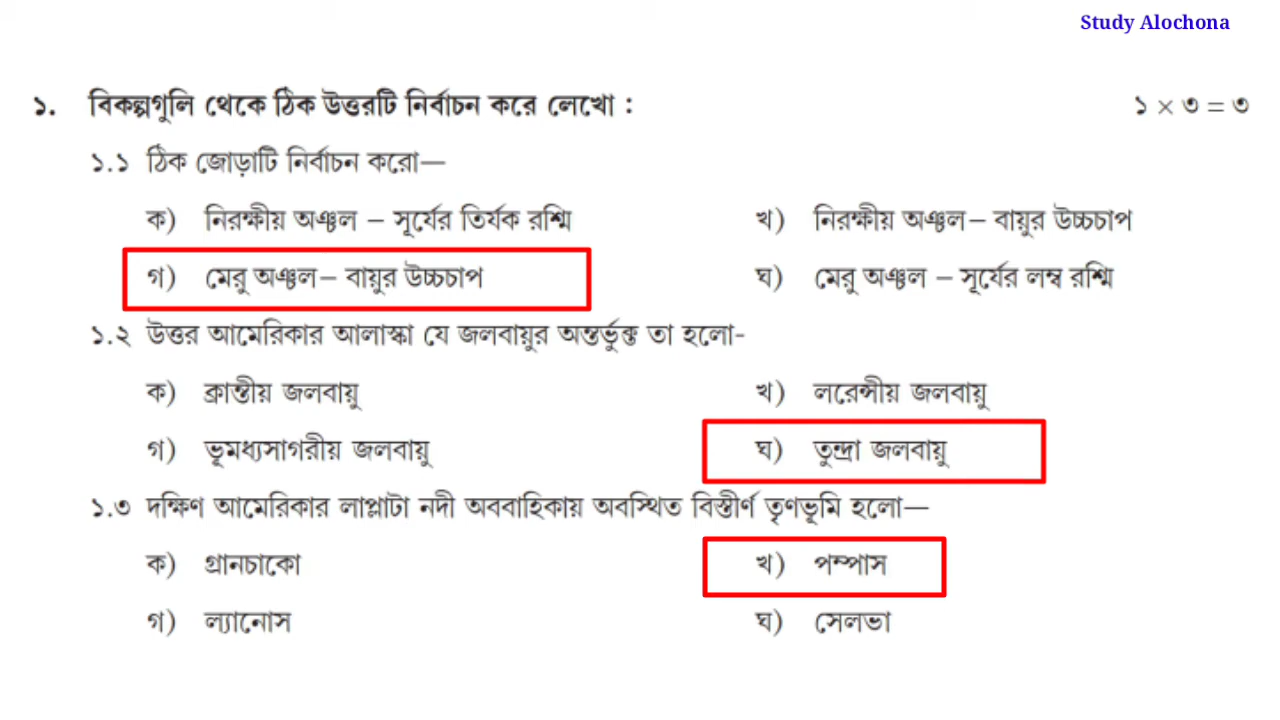 Study Alochona
১. বিকল্পগুলি থেকে ঠিক উত্তরটি নির্বাচন করে লেখো : ১ × ৩ = ৩
১.১ ঠিক জোড়াটি নির্বাচন করো—
ক) নিরক্ষীয় অঞ্চল – সূর্যের তির্যক রশ্মি খ) নিরক্ষীয় অঞ্চল– বায়ুর উচ্চচাপ
গ) মেরু অঞ্চল– বায়ুর উচ্চচাপ ঘ) মেরু অঞ্চল – সূর্যের লম্ব রশ্মি
১.২ উত্তর আমেরিকার আলাস্কা যে জলবায়ুর অন্তর্ভুক্ত তা হলো-
ক) ক্রান্তীয় জলবায়ু খ) লরেন্সীয় জলবায়ু
গ) ভূমধ্যসাগরীয় জলবায়ু ঘ) তুন্দ্রা জলবায়ু
১.৩ দক্ষিণ আমেরিকার লাপ্লাটা নদী অববাহিকায় অবস্থিত বিস্তীর্ণ তৃণভূমি হলো—
ক) গ্রানচাকো খ) পম্পাস
গ) ল্যানোস ঘ) সেলভা